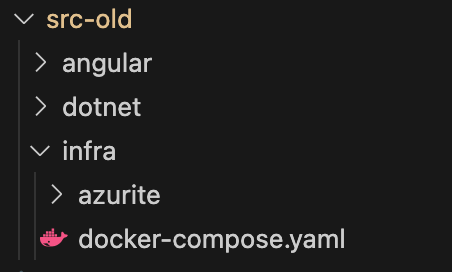 src-old
angular
dotnet
infra
azurite
docker-compose.yaml